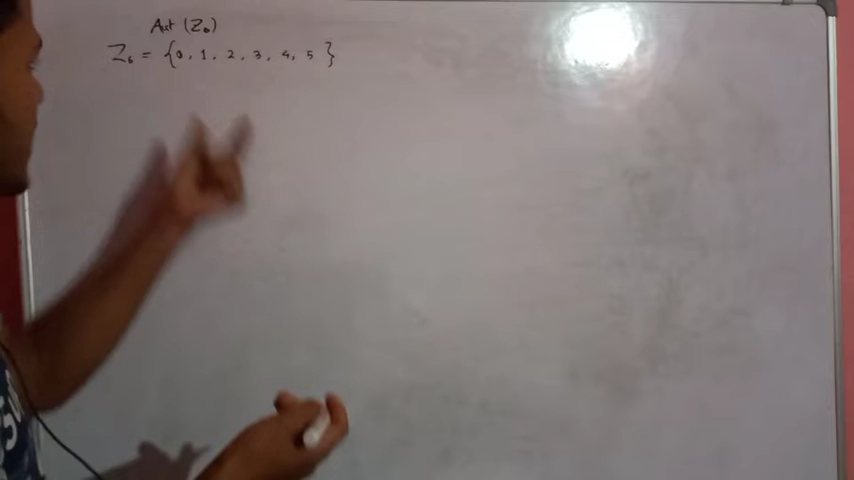 Aut (Z₆)
Z₆ = {0, 1, 2, 3, 4, 5 }